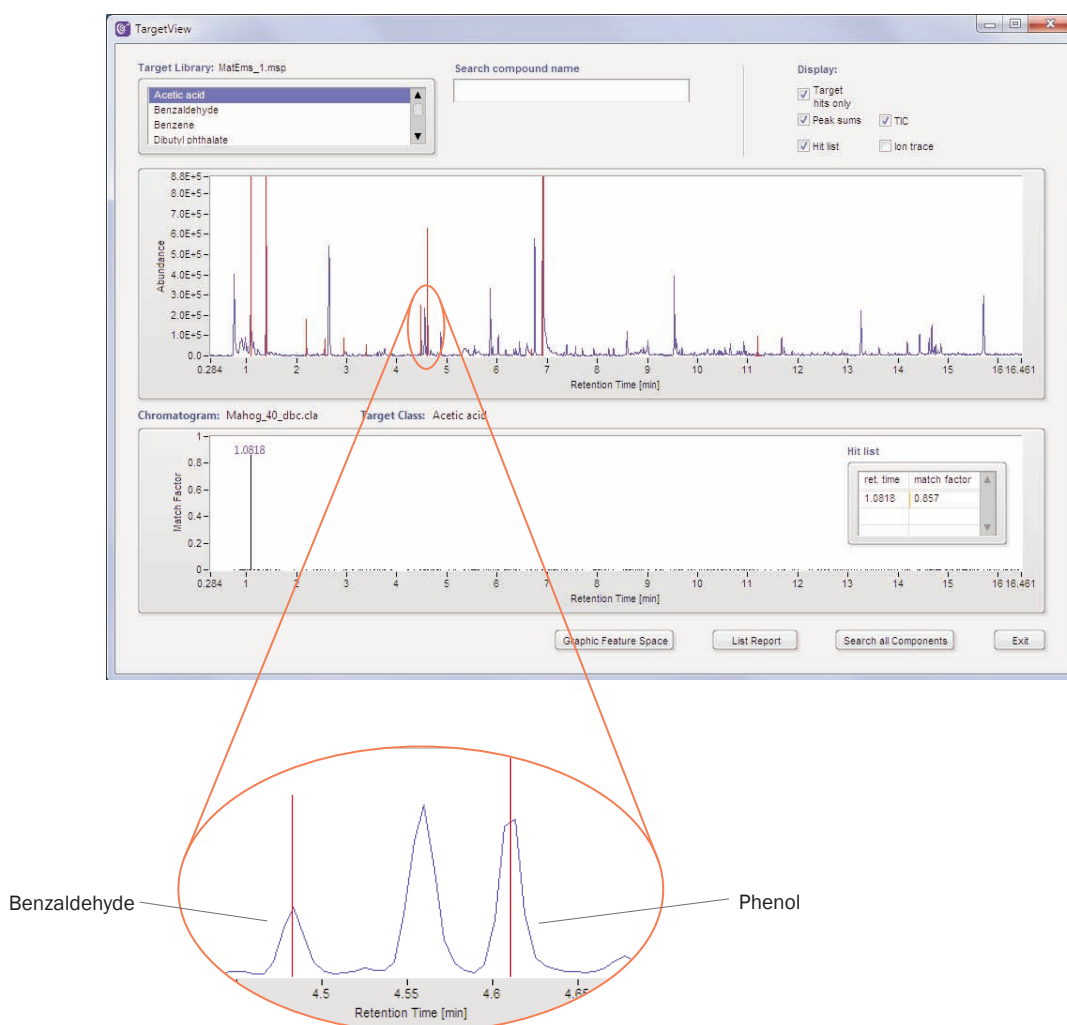 TargetView
Target Library: MatEms_1.msp
Acetic acid
Benzaldehyde
Benzene
Dibutyl phthalate
Search compound name
Display:
Target hits only
Peak sums
TIC
Hit list
Ion trace
8.8E+5
8.0E+5
7.0E+5
6.0E+5
5.0E+5
4.0E+5
3.0E+5
2.0E+5
1.0E+5
0.0
Abundance
0.284 1 2 3 4 5 6 7 8 9 10 11 12 13 14 15 16 16.461
Retention Time [min]
Chromatogram: Mahog_40_dbc.cla Target Class: Acetic acid
1
0.8
0.6
0.4
0.2
0
Match Factor
1.0818
Hit list
ret. time match factor
1.0818 0.857
0.284 1 2 3 4 5 6 7 8 9 10 11 12 13 14 15 16 16.461
Retention Time [min]
Graphic Feature Space List Report Search all Components Exit
Benzaldehyde
Phenol
4.5 4.55 4.6 4.65
Retention Time [min]